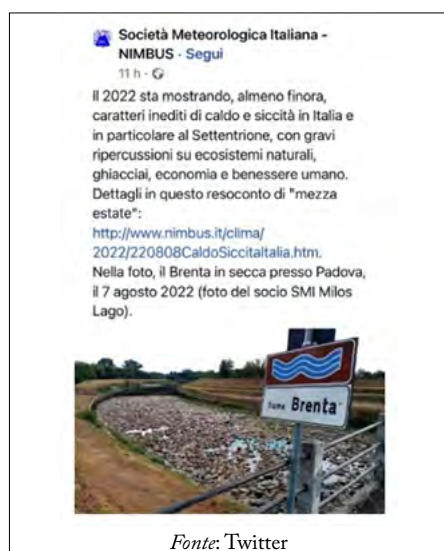 Società Meteorologica Italiana -
NIMBUS · Segui
11 h ·
Il 2022 sta mostrando, almeno finora,
caratteri inediti di caldo e siccità in Italia e
in particolare al Settentrione, con gravi
ripercussioni su ecosistemi naturali,
ghiacciai, economia e benessere umano.
Dettagli in questo resoconto di "mezza
estate":
http://www.nimbus.it/clima/
2022/220808CaldoSiccitaItalia.htm.
Nella foto, il Brenta in secca presso Padova,
il 7 agosto 2022 (foto del socio SMI Milos
Lago).
fiume Brenta
Fonte: Twitter